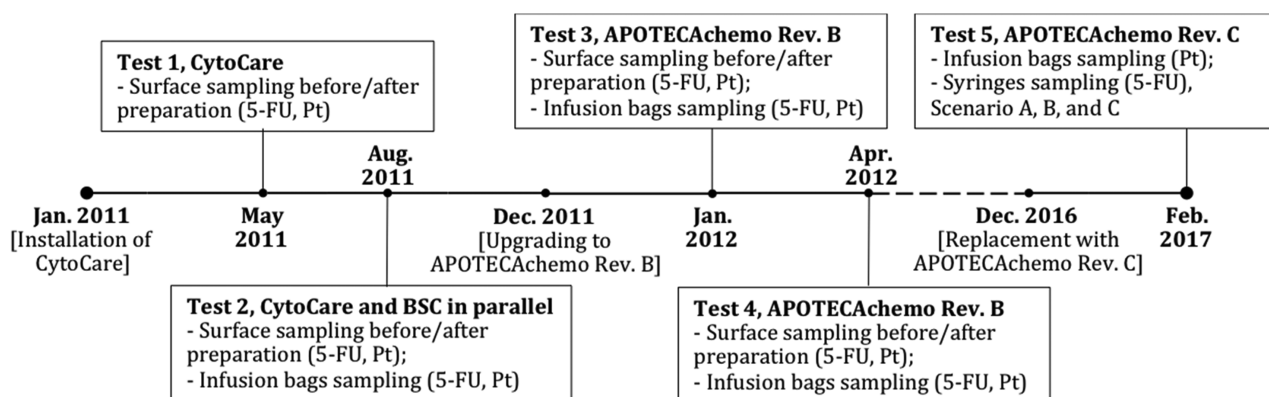 Test 1, CytoCare
- Surface sampling before/after
preparation (5-FU, Pt)
Test 3, APOTECAchemo Rev. B
- Surface sampling before/after
preparation (5-FU, Pt);
- Infusion bags sampling (5-FU, Pt)
Test 5, APOTECAchemo Rev. C
- Infusion bags sampling (Pt);
- Syringes sampling (5-FU),
Scenario A, B, and C
Aug.
2011
Apr.
2012
Jan. 2011
[Installation of
CytoCare]
May
2011
Dec. 2011
[Upgrading to
APOTECAchemo Rev. B]
Jan.
2012
Dec. 2016
[Replacement with
APOTECAchemo Rev. C]
Feb.
2017
Test 2, CytoCare and BSC in parallel
- Surface sampling before/after
preparation (5-FU, Pt);
- Infusion bags sampling (5-FU, Pt)
Test 4, APOTECAchemo Rev. B
- Surface sampling before/after
preparation (5-FU, Pt);
- Infusion bags sampling (5-FU, Pt)